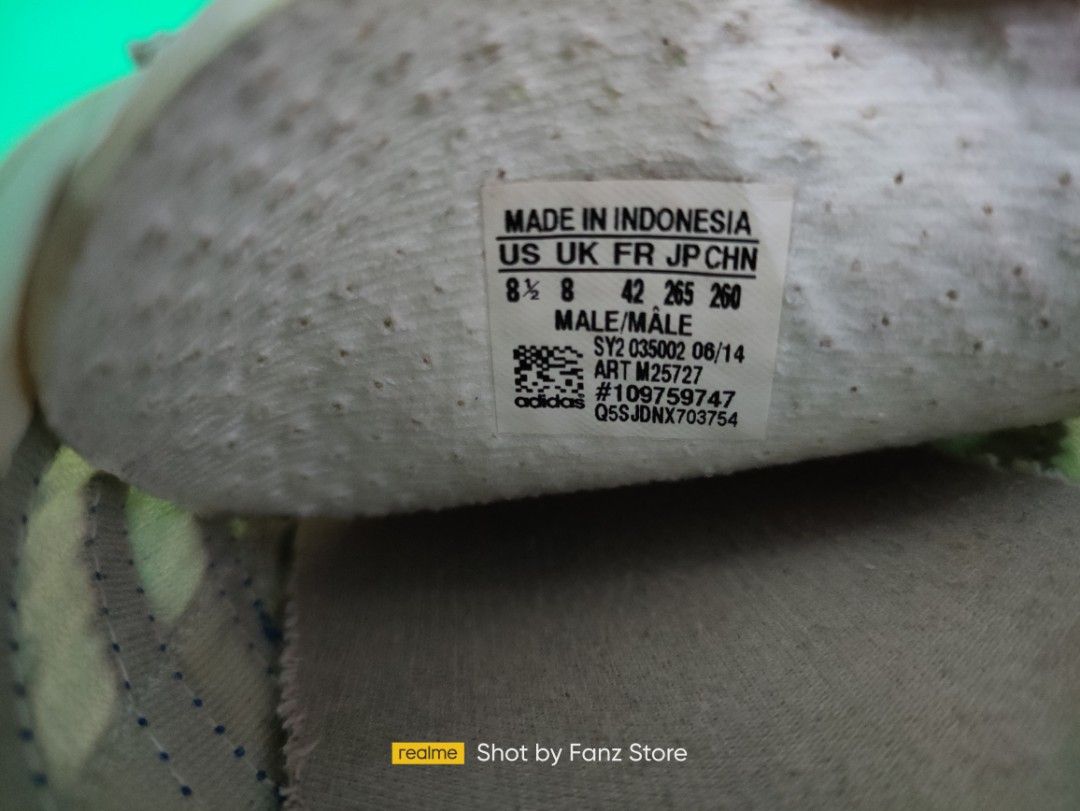 MADE IN INDONESIA
US UK FR JP CHN
8½ 8 42 265 260
MALE/MÂLE
SY2 035002 06/14
ART M25727
#109759747
adidas
Q5SJDNX703754
realme Shot by Fanz Store